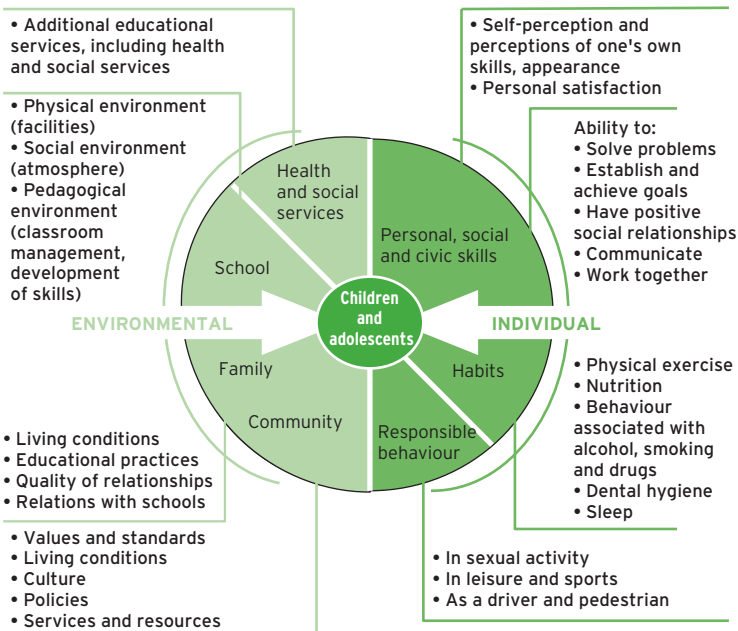 • Additional educational
services, including health
and social services
• Physical environment
(facilities)
• Social environment
(atmosphere)
• Pedagogical
environment
(classroom
management,
development
of skills)
• Self-perception and
perceptions of one's own
skills, appearance
• Personal satisfaction
Ability to:
• Solve problems
• Establish and
achieve goals
• Have positive
social relationships
• Communicate
• Work together
Health
and social
services
School
Personal, social
and civic skills
ENVIRONMENTAL
Children
and
adolescents
INDIVIDUAL
Family
Community
Habits
Responsible
behaviour
• Living conditions
• Educational practices
• Quality of relationships
• Relations with schools
• Values and standards
• Living conditions
• Culture
• Policies
• Services and resources
• Physical exercise
• Nutrition
• Behaviour
associated with
alcohol, smoking
and drugs
• Dental hygiene
• Sleep
• In sexual activity
• In leisure and sports
• As a driver and pedestrian